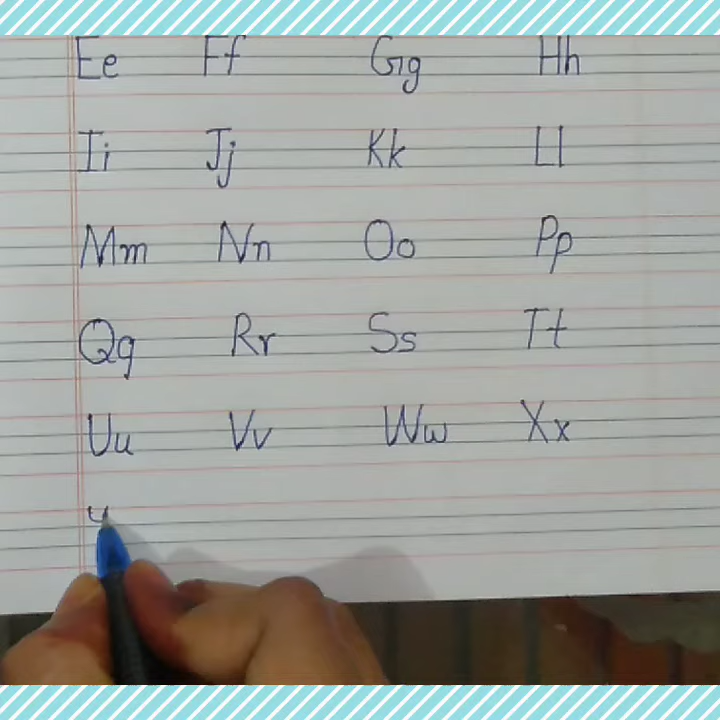 Ee Ff Gg Hh
Ii Jj Kk Ll
Mm Nn Oo Pp
Qq Rr Ss Tt
Uu Vv Ww Xx